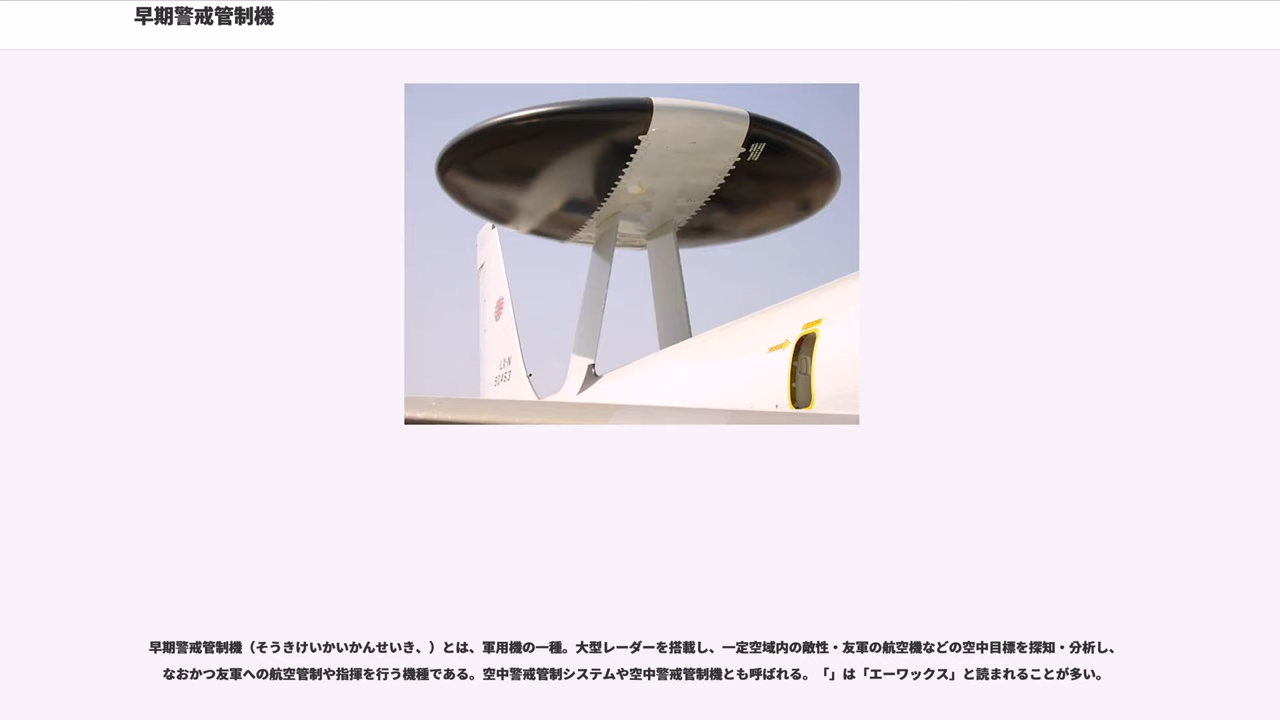 早期警戒管制機
LX-N
90453
早期警戒管制機（そうきけいかいかんせいき、）とは、軍用機の一種。大型レーダーを搭載し、一定空域内の敵性・友軍の航空機などの空中目標を探知・分析し、
なおかつ友軍への航空管制や指揮を行う機種である。空中警戒管制システムや空中警戒管制機とも呼ばれる。「」は「エーワックス」と読まれることが多い。